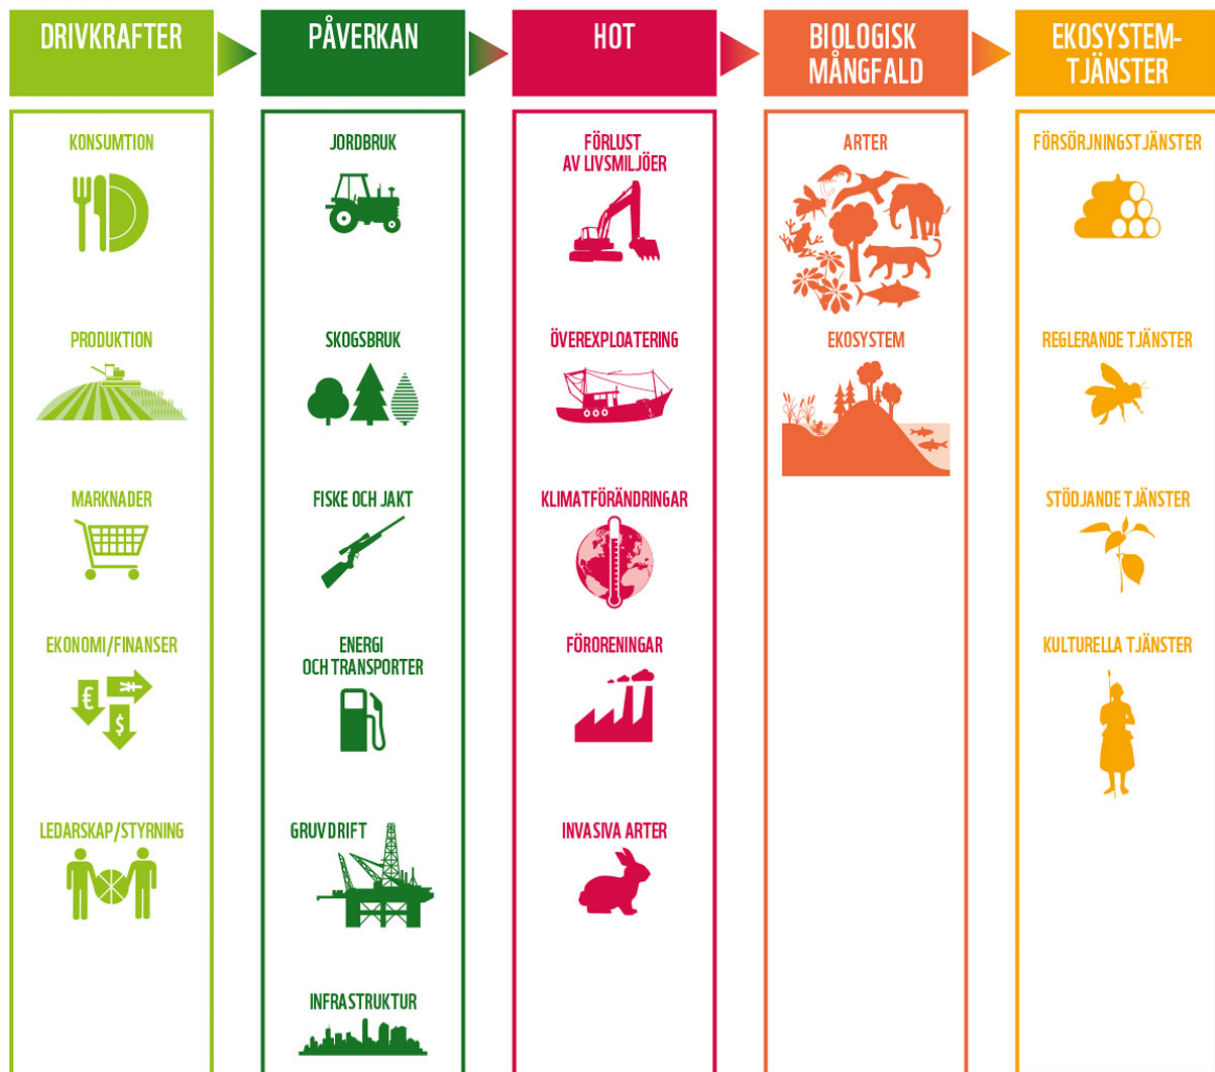 DRIVKRAFTER
KONSUMTION
PRODUKTION
MARKNADER
EKONOMI/FINANSER
€
¥
$
LEDARSKAP/STYRNING
PÅVERKAN
JORDBRUK
SKOGSBRUK
FISKE OCH JAKT
ENERGI
OCH TRANSPORTER
GRUVDRIFT
INFRASTRUKTUR
HOT
FÖRLUST
AV LIVSMILJÖER
ÖVEREXPLOATERING
KLIMATFÖRÄNDRINGAR
FÖRORENINGAR
INVASIVA ARTER
BIOLOGISK
MÅNGFALD
ARTER
EKOSYSTEM
EKOSYSTEM-
TJÄNSTER
FÖRSÖRJNINGSTJÄNSTER
REGLERANDE TJÄNSTER
STÖDJANDE TJÄNSTER
KULTURELLA TJÄNSTER